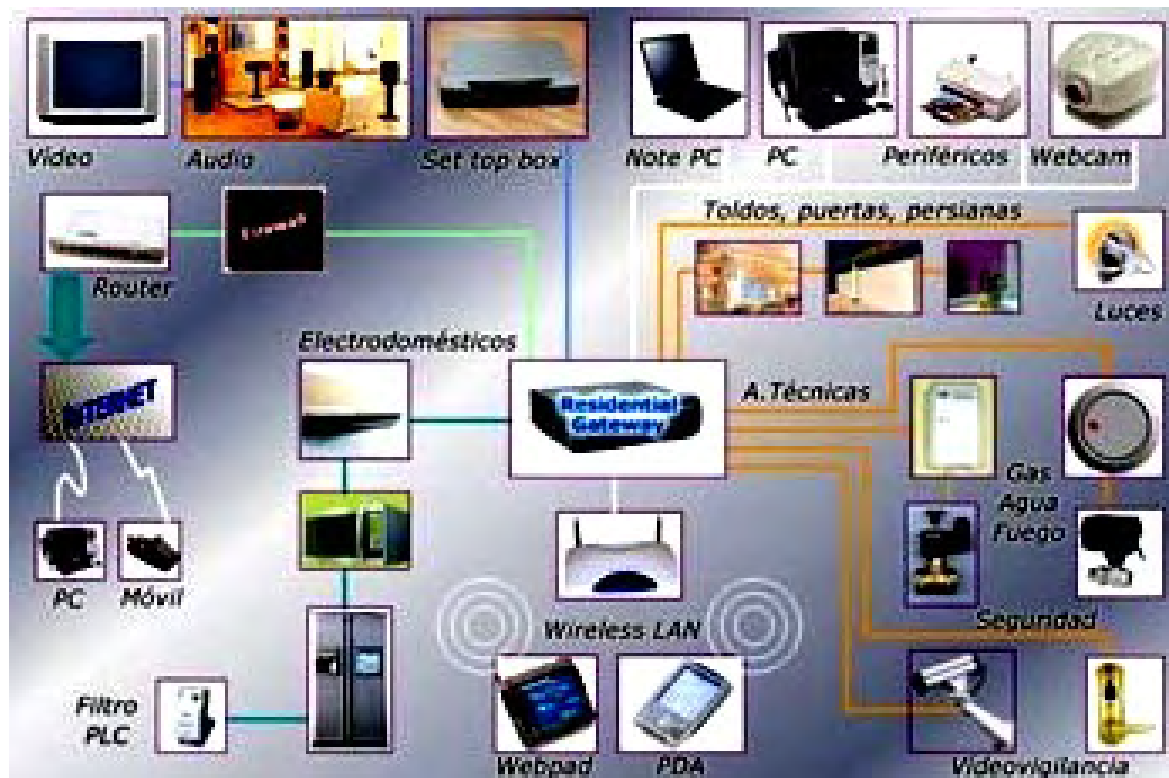 Video
Audio
Set top box
Note PC
PC
Periféricos
Webcam
Toldos, puertas, persianas
Router
Luces
Electrodomésticos
Residential
Gateway
A.Técnicas
INTERNET
Gas
Agua
Fuego
PC
Móvil
Wireless LAN
Seguridad
Filtro
PLC
Webpad
PDA
Videovigilancia